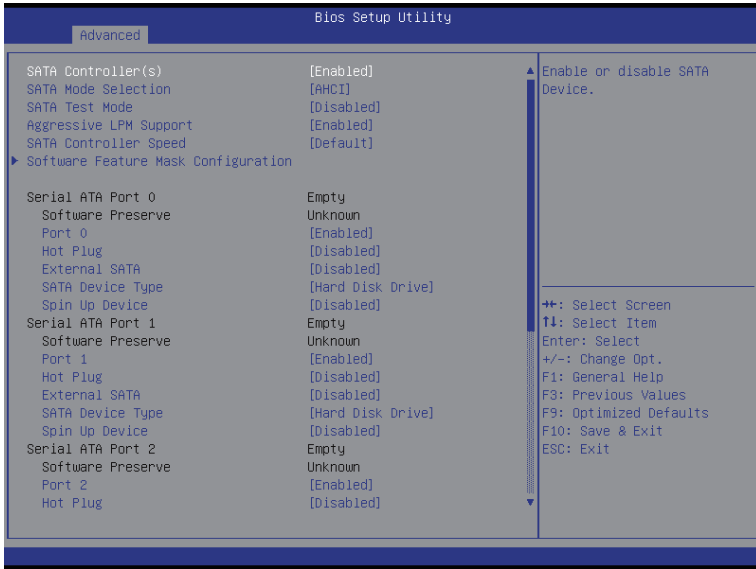 Bios Setup Utility
Advanced
SATA Controller(s) [Enabled]
SATA Mode Selection [AHCI]
SATA Test Mode [Disabled]
Aggressive LPM Support [Enabled]
SATA Controller Speed [Default]
Software Feature Mask Configuration
Serial ATA Port 0 Empty
Software Preserve Unknown
Port 0 [Enabled]
Hot Plug [Disabled]
External SATA [Disabled]
SATA Device Type [Hard Disk Drive]
Spin Up Device [Disabled]
Serial ATA Port 1 Empty
Software Preserve Unknown
Port 1 [Enabled]
Hot Plug [Disabled]
External SATA [Disabled]
SATA Device Type [Hard Disk Drive]
Spin Up Device [Disabled]
Serial ATA Port 2 Empty
Software Preserve Unknown
Port 2 [Enabled]
Hot Plug [Disabled]
Enable or disable SATA
Device.
→←: Select Screen
↑↓: Select Item
Enter: Select
+/-: Change Opt.
F1: General Help
F3: Previous Values
F9: Optimized Defaults
F10: Save & Exit
ESC: Exit